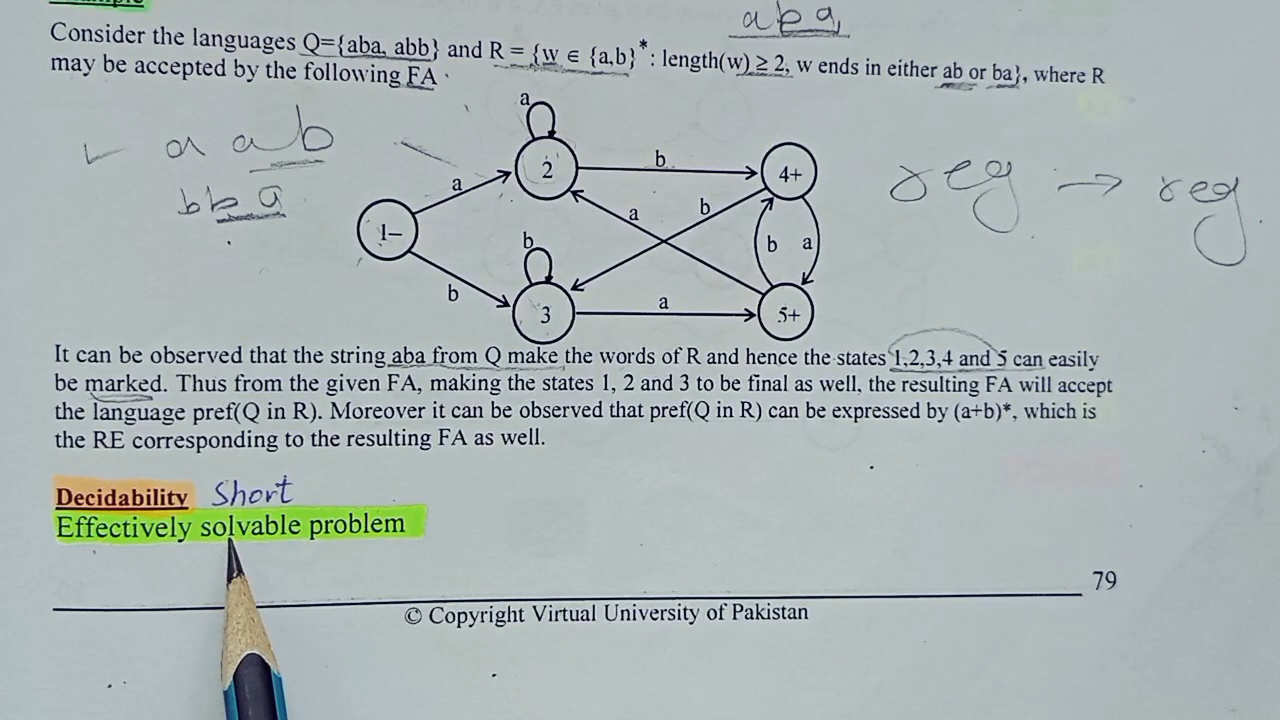 aba
Consider the languages Q={aba, abb} and R = {w ∈ {a,b}*: length(w) ≥ 2, w ends in either ab or ba}, where R
may be accepted by the following FA
a
a ab
bba
2
b
4+
reg → reg
a
1–
a
b
b
b
a
b
3
a
5+
It can be observed that the string aba from Q make the words of R and hence the states 1,2,3,4 and 5 can easily
be marked. Thus from the given FA, making the states 1, 2 and 3 to be final as well, the resulting FA will accept
the language pref(Q in R). Moreover it can be observed that pref(Q in R) can be expressed by (a+b)*, which is
the RE corresponding to the resulting FA as well.
Decidability Short
Effectively solvable problem
79
© Copyright Virtual University of Pakistan